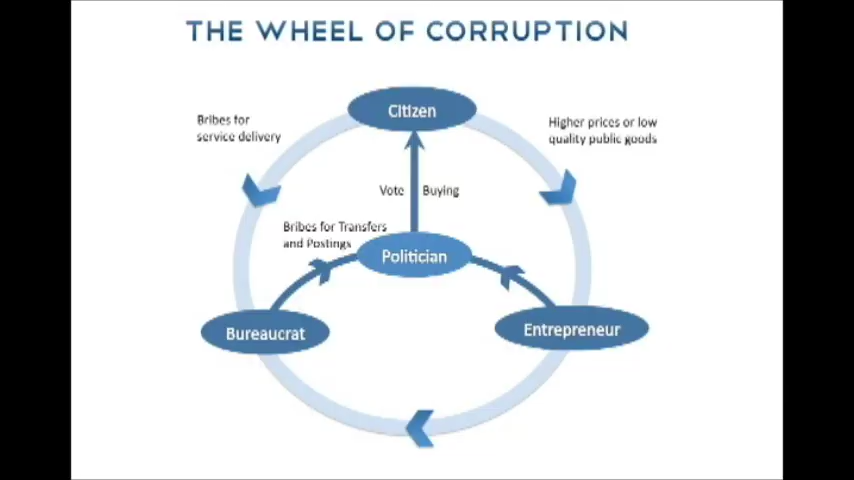 THE WHEEL OF CORRUPTION
Citizen
Bribes for
service delivery
Higher prices or low
quality public goods
Vote Buying
Bribes for Transfers
and Postings
Politician
Bureaucrat
Entrepreneur